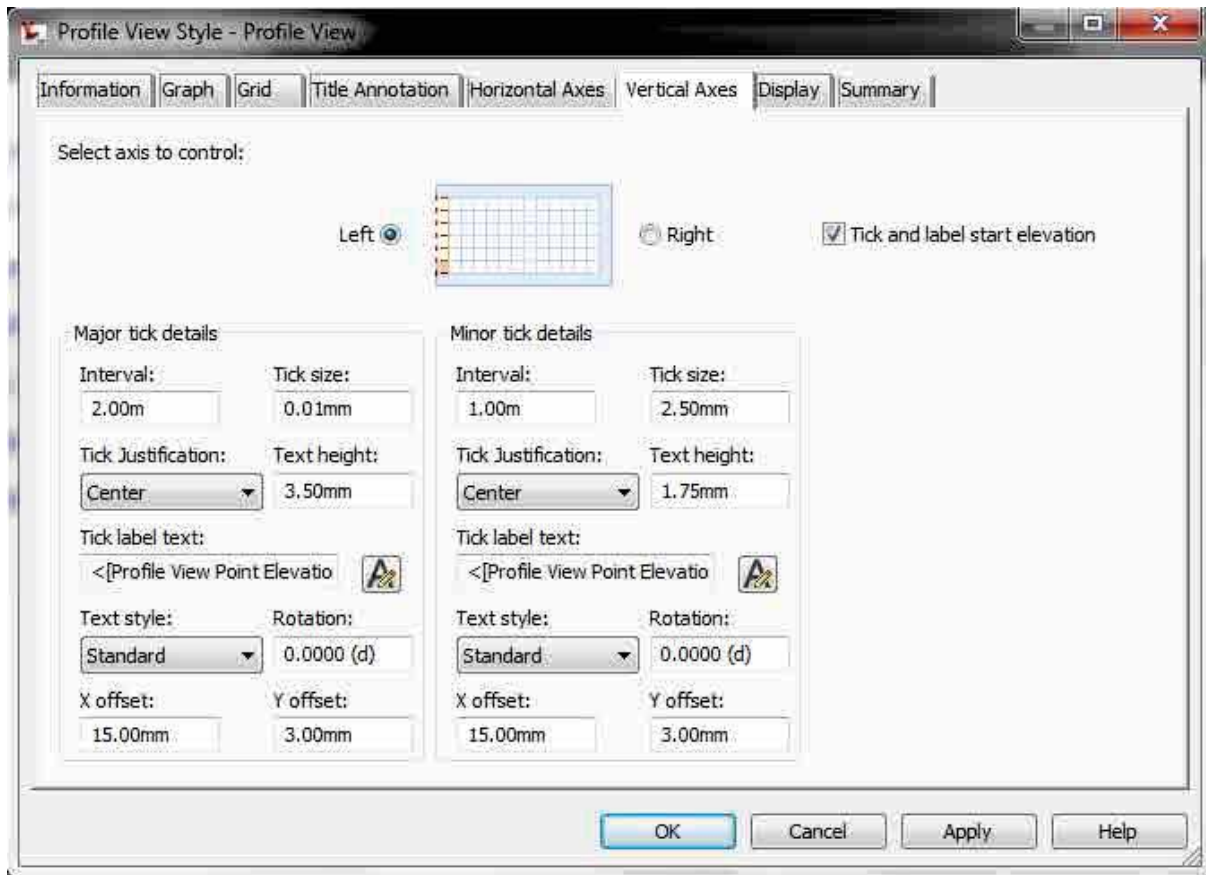 Profile View Style - Profile View
Information Graph Grid Title Annotation Horizontal Axes Vertical Axes Display Summary
Select axis to control:
Left Right Tick and label start elevation
Major tick details
Interval: Tick size:
2.00m 0.01mm
Tick Justification: Text height:
Center 3.50mm
Tick label text:
<[Profile View Point Elevatio
Text style: Rotation:
Standard 0.0000 (d)
X offset: Y offset:
15.00mm 3.00mm
Minor tick details
Interval: Tick size:
1.00m 2.50mm
Tick Justification: Text height:
Center 1.75mm
Tick label text:
<[Profile View Point Elevatio
Text style: Rotation:
Standard 0.0000 (d)
X offset: Y offset:
15.00mm 3.00mm
OK Cancel Apply Help